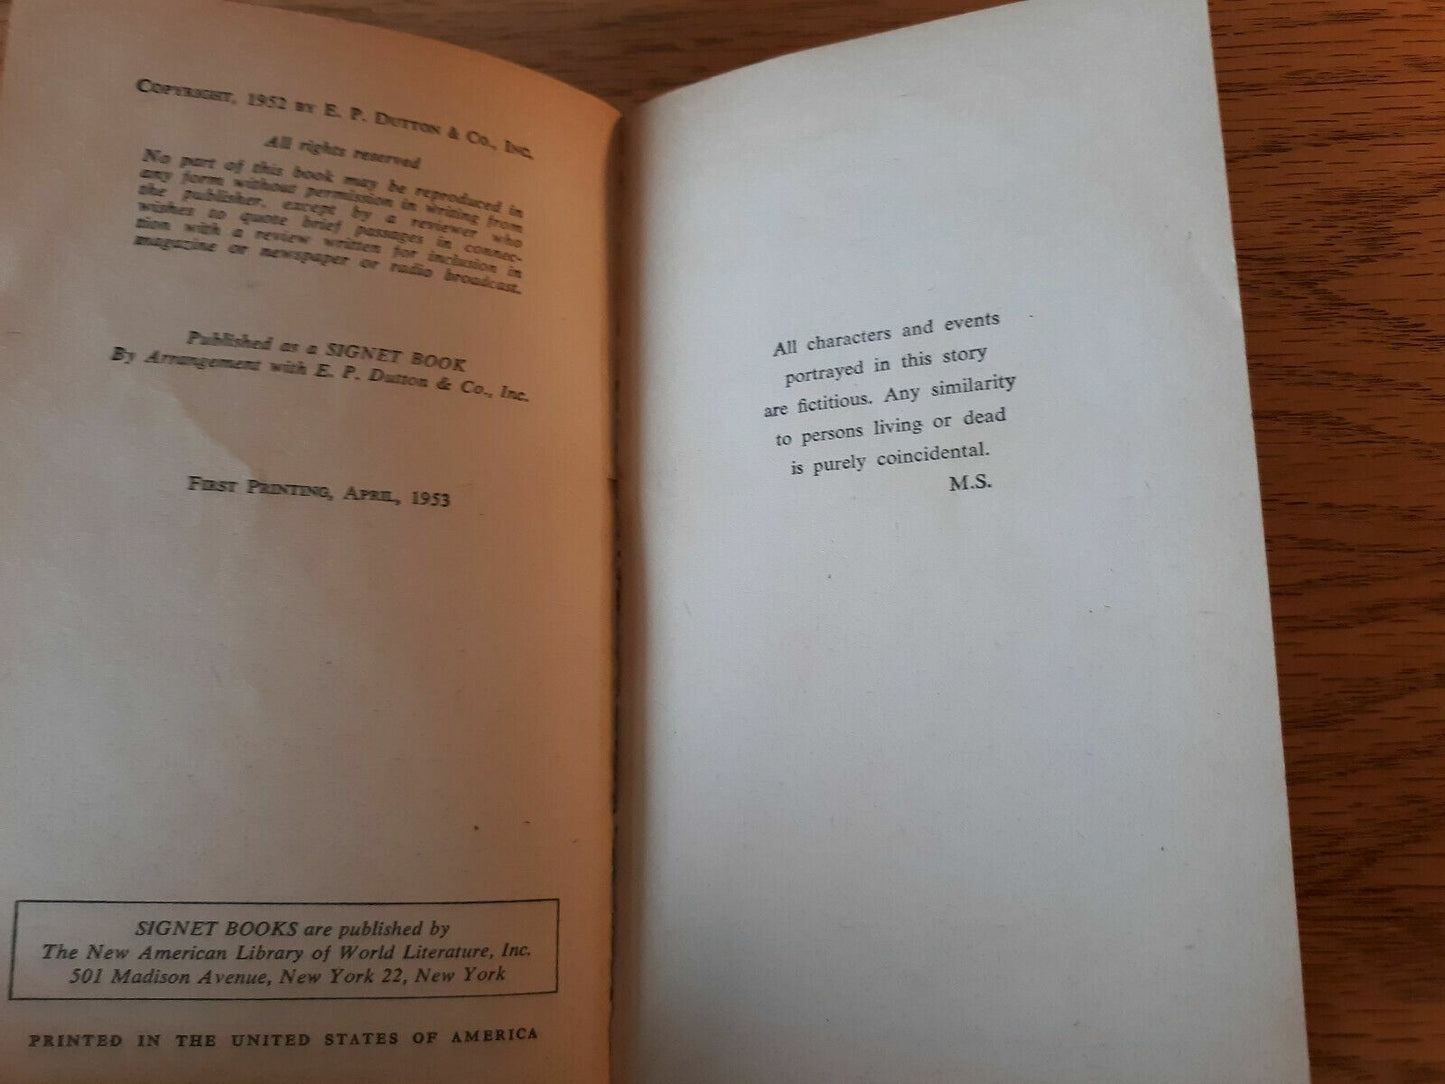 COPYRIGHT, 1952 BY E. P. DUTTON & CO., INC.
All rights reserved
No part of this book may be reproduced in
any form without permission in writing from
the publisher, except by a reviewer who
wishes to quote brief passages in connec-
tion with a review written for inclusion in
magazine or newspaper or radio broadcast.
Published as a SIGNET BOOK
By Arrangement with E. P. Dutton & Co., Inc.
FIRST PRINTING, APRIL, 1953
SIGNET BOOKS are published by
The New American Library of World Literature, Inc.
501 Madison Avenue, New York 22, New York
PRINTED IN THE UNITED STATES OF AMERICA
All characters and events
portrayed in this story
are fictitious. Any similarity
to persons living or dead
is purely coincidental.
M.S.